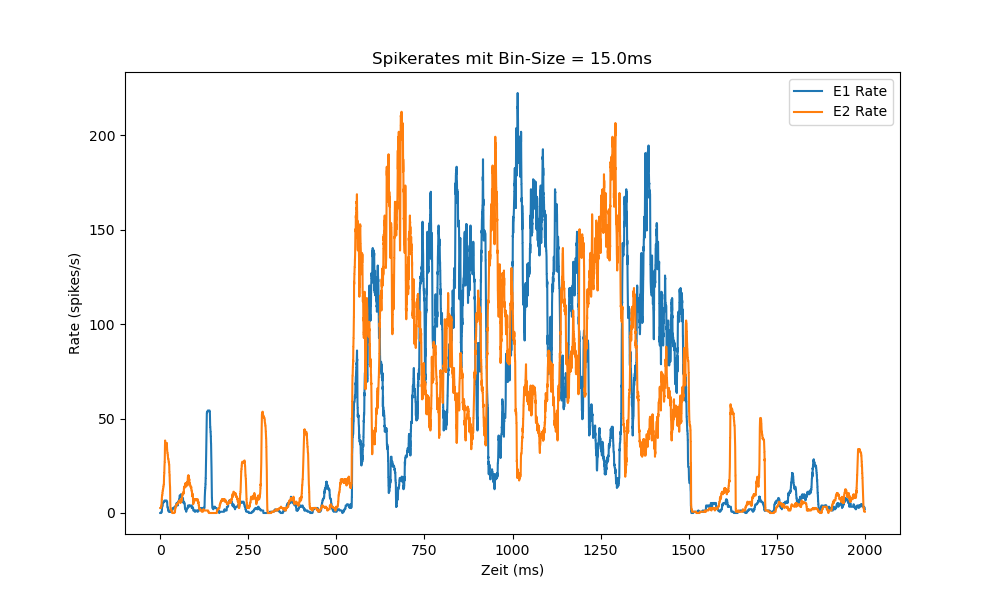 Spikerates mit Bin-Size = 15.0ms
E1 Rate
E2 Rate
Rate (spikes/s)
200
150
100
50
0
0 250 500 750 1000 1250 1500 1750 2000
Zeit (ms)